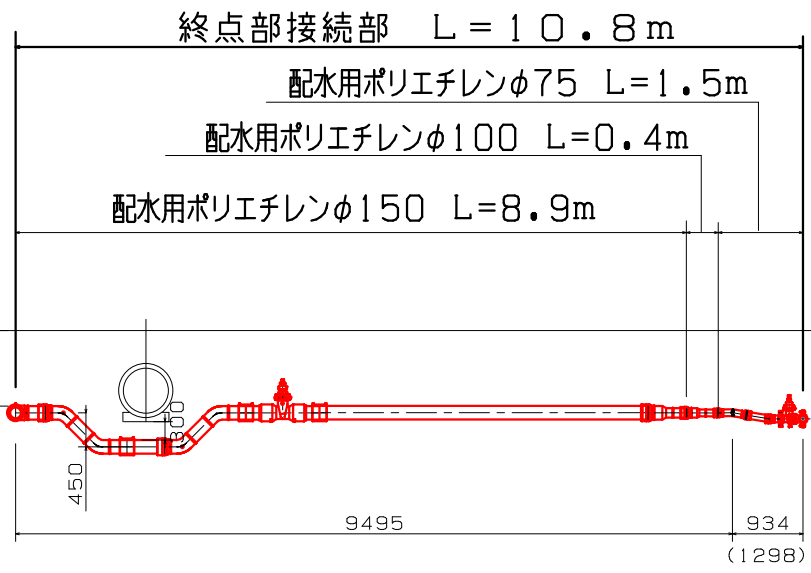 終点部接続部 L=10.8m
配水用ポリエチレンφ75 L=1.5m
配水用ポリエチレンφ100 L=0.4m
配水用ポリエチレンφ150 L=8.9m
300
450
9495
934
(1298)